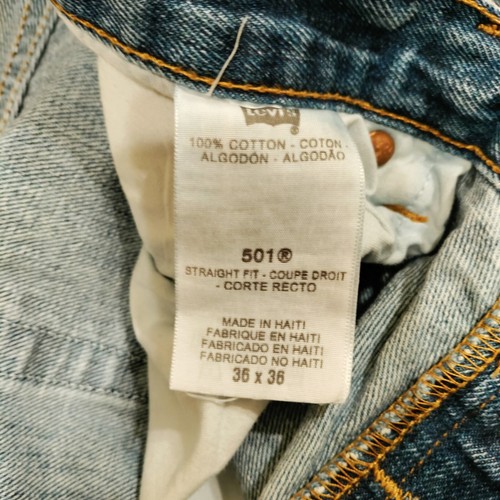 Levi's
®
100% COTTON - COTON -
ALGODÓN - ALGODÃO
501®
STRAIGHT FIT - COUPE DROIT
- CORTE RECTO
MADE IN HAITI
FABRIQUE EN HAITI
FABRICADO EN HAITI
FABRICADO NO HAITI
36 x 36